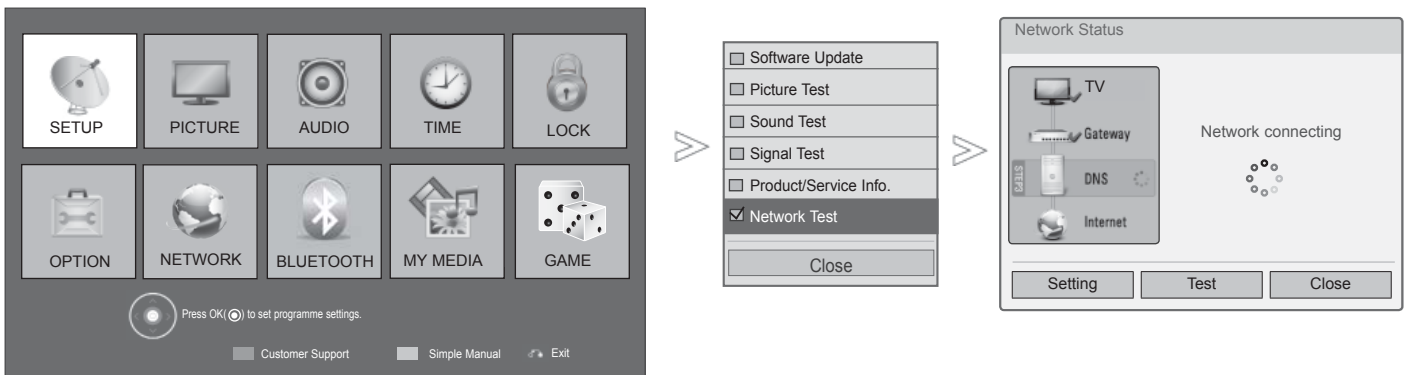 SETUP
PICTURE
AUDIO
TIME
LOCK
OPTION
NETWORK
BLUETOOTH
MY MEDIA
GAME
Press OK(◉) to set programme settings.
Customer Support
Simple Manual
Exit
Software Update
Picture Test
Sound Test
Signal Test
Product/Service Info.
Network Test
Close
Network Status
TV
Gateway
STEP3
DNS
Internet
Network connecting
Setting
Test
Close